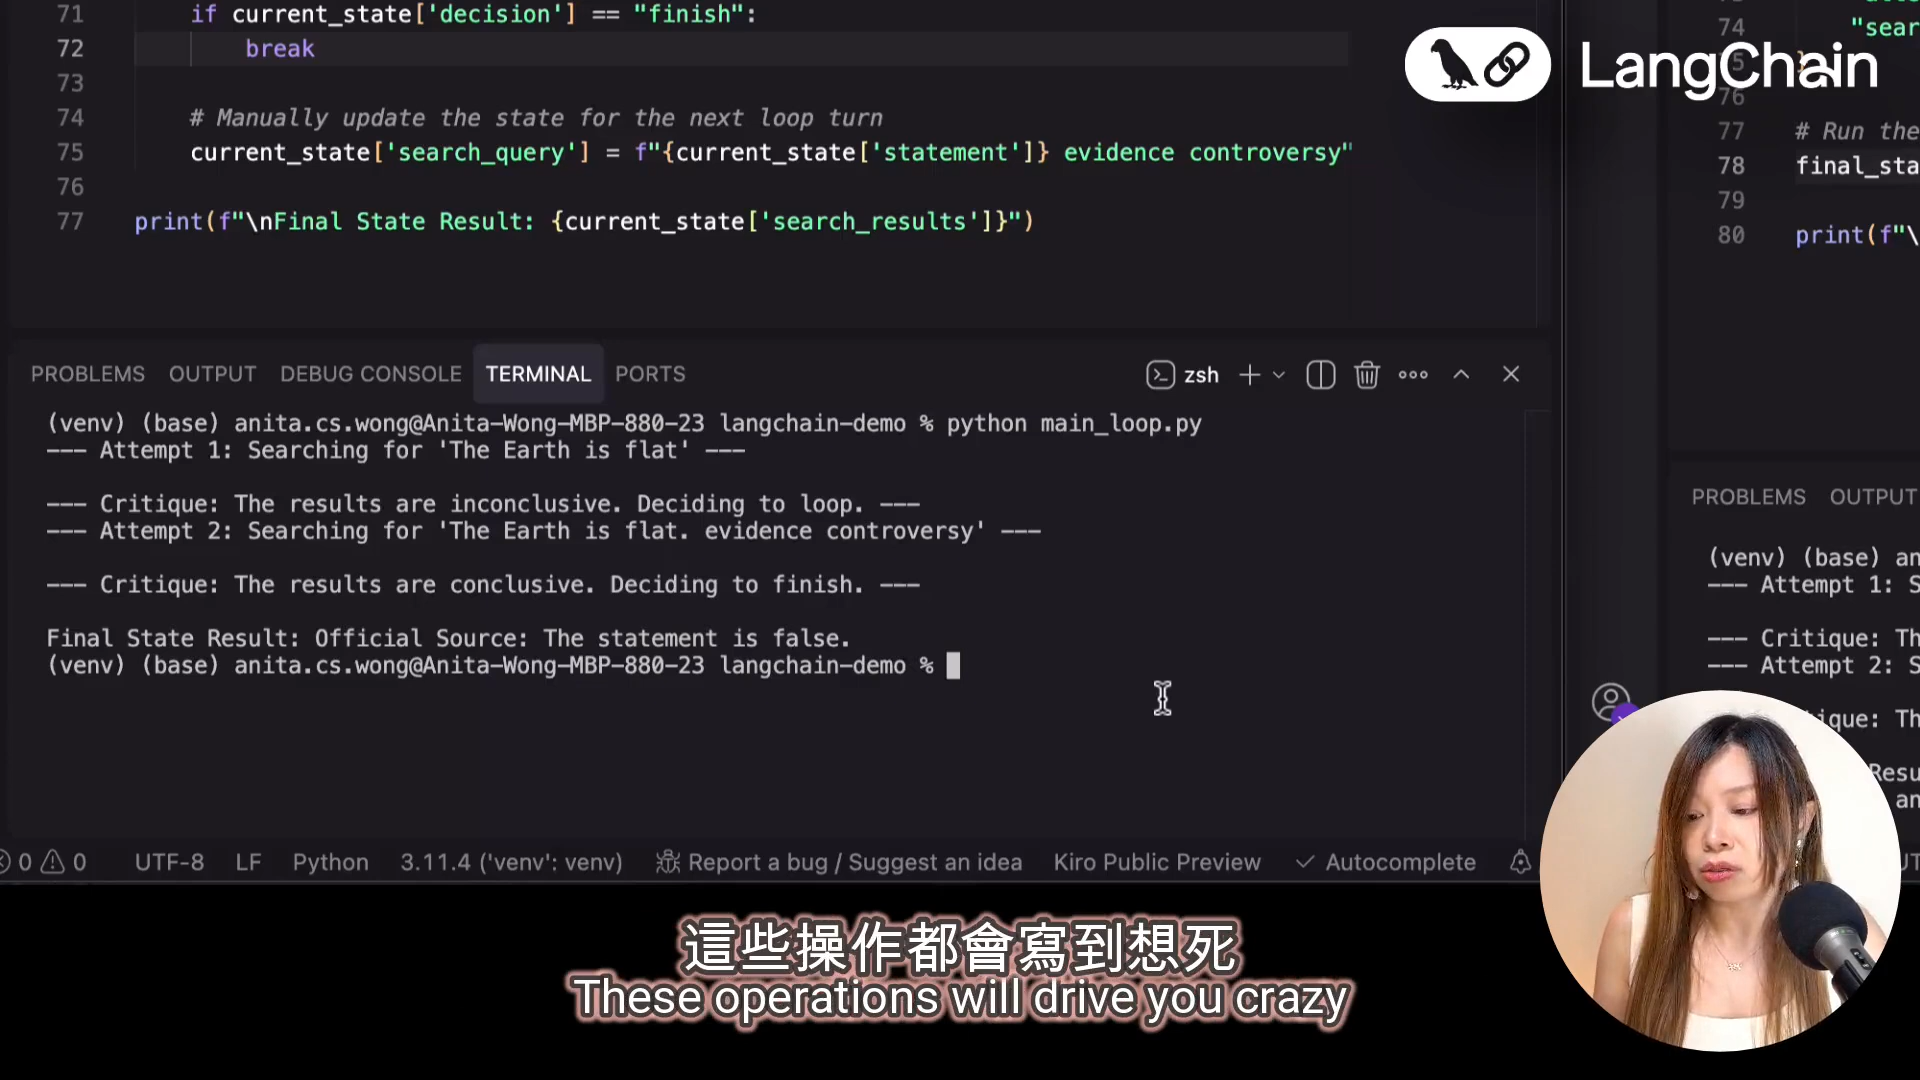 71 if current_state['decision'] == "finish":
72 break
73
74 # Manually update the state for the next loop turn
75 current_state['search_query'] = f"{current_state['statement']} evidence controversy"
76
77 print(f"\nFinal State Result: {current_state['search_results']}")
PROBLEMS OUTPUT DEBUG CONSOLE TERMINAL PORTS
zsh
(venv) (base) anita.cs.wong@Anita-Wong-MBP-880-23 langchain-demo % python main_loop.py
--- Attempt 1: Searching for 'The Earth is flat' ---
--- Critique: The results are inconclusive. Deciding to loop. ---
--- Attempt 2: Searching for 'The Earth is flat. evidence controversy' ---
--- Critique: The results are conclusive. Deciding to finish. ---
Final State Result: Official Source: The statement is false.
(venv) (base) anita.cs.wong@Anita-Wong-MBP-880-23 langchain-demo %
0 0 UTF-8 LF Python 3.11.4 ('venv': venv) Report a bug / Suggest an idea Kiro Public Preview Autocomplete
LangChain
74 "sear
76
77 # Run the
78 final_sta
79
80 print(f"\
PROBLEMS OUTPUT
(venv) (base) an
--- Attempt 1: S
--- Critique: Th
--- Attempt 2: S
ique: Th
Resu
an
這些操作都會寫到想死
These operations will drive you crazy